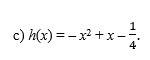 c) h(x) = – x² + x – 1/4.